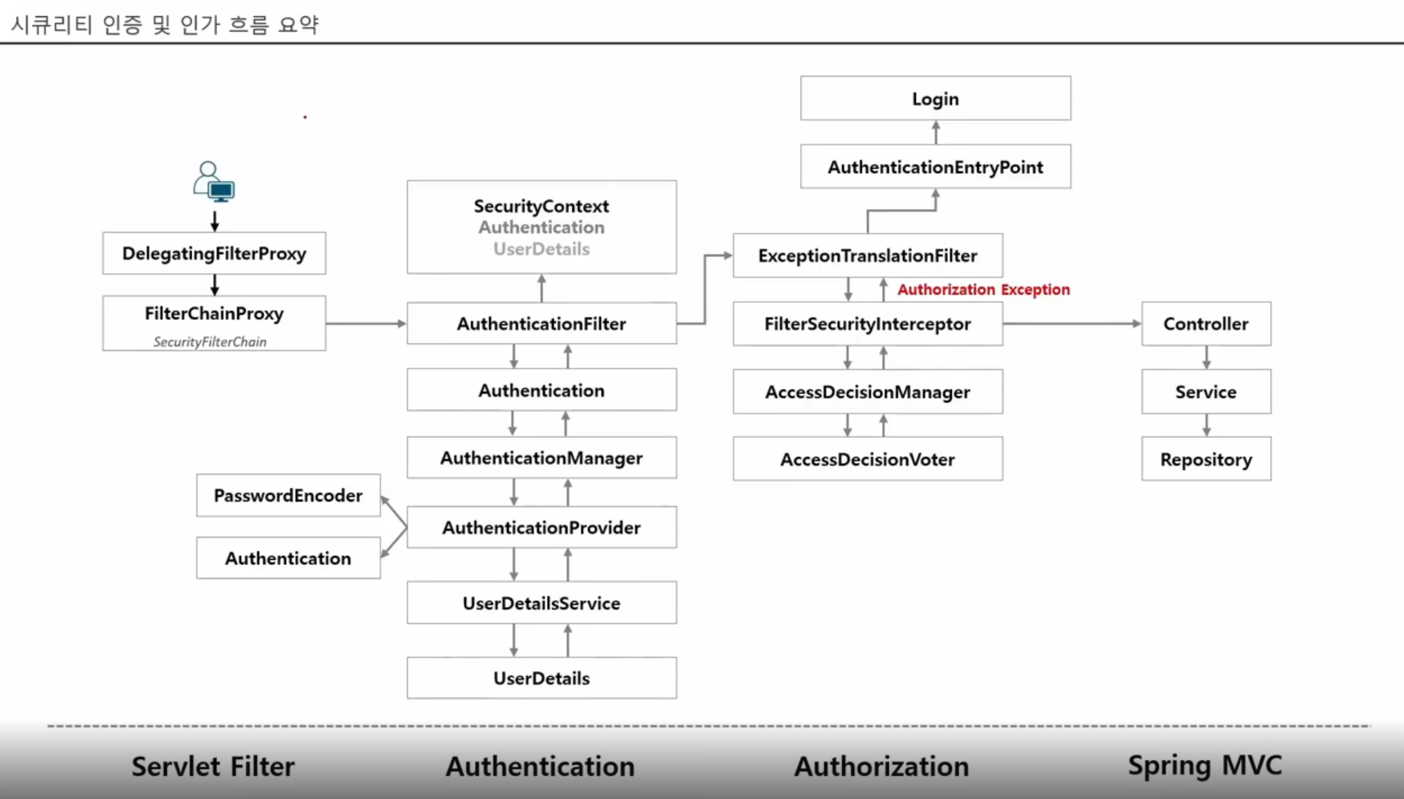 시큐리티 인증 및 인가 흐름 요약
Login
AuthenticationEntryPoint
SecurityContext
Authentication
UserDetails
DelegatingFilterProxy
ExceptionTranslationFilter
Authorization Exception
FilterChainProxy
SecurityFilterChain
AuthenticationFilter
FilterSecurityInterceptor
Controller
Authentication
AccessDecisionManager
Service
AuthenticationManager
AccessDecisionVoter
Repository
PasswordEncoder
AuthenticationProvider
Authentication
UserDetailsService
UserDetails
Servlet Filter
Authentication
Authorization
Spring MVC